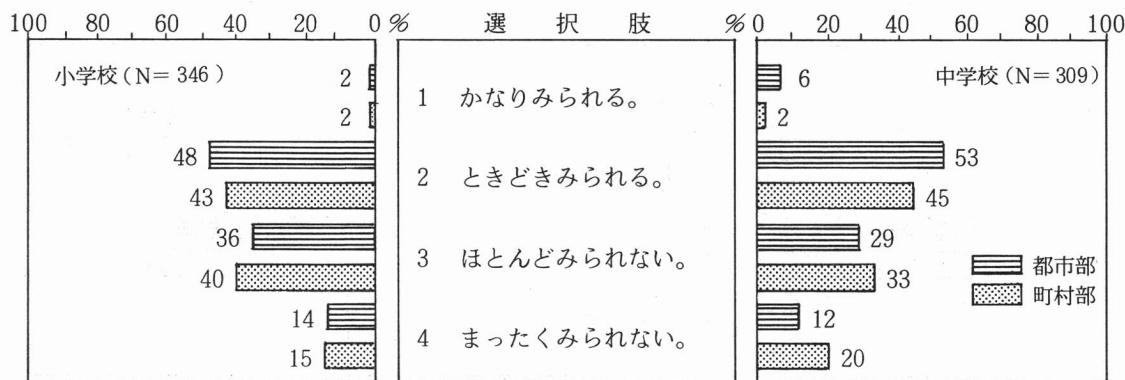 100 80 60 40 20 0 % 選択肢 % 0 20 40 60 80 100
小学校(N=346) 2 6 中学校(N=309)
1 かなりみられる。
2 2
48 53
2 ときどきみられる。
43 45
36 29
3 ほとんどみられない。 都市部
40 33 町村部
14 12
4 まったくみられない。
15 20